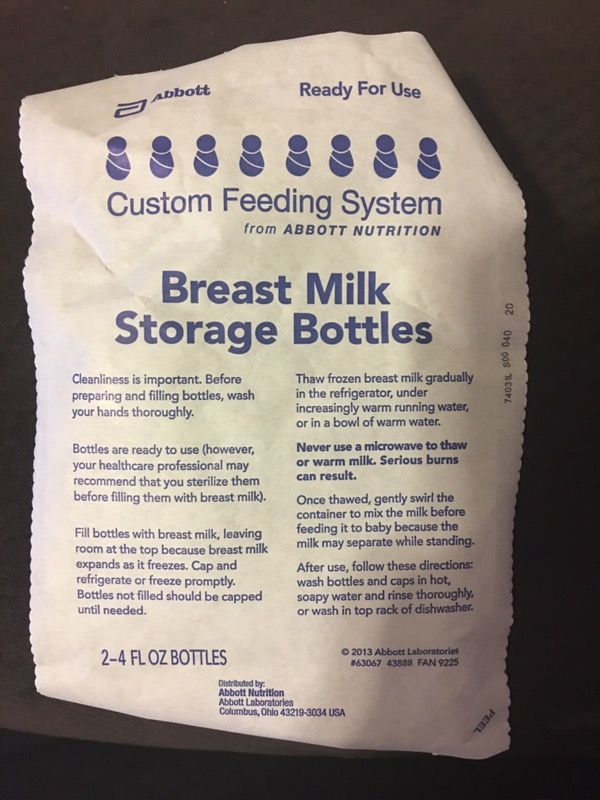 Abbott
Ready For Use
Custom Feeding System
from ABBOTT NUTRITION
Breast Milk
Storage Bottles
Cleanliness is important. Before
preparing and filling bottles, wash
your hands thoroughly.
Bottles are ready to use (however,
your healthcare professional may
recommend that you sterilize them
before filling them with breast milk).
Fill bottles with breast milk, leaving
room at the top because breast milk
expands as it freezes. Cap and
refrigerate or freeze promptly.
Bottles not filled should be capped
until needed.
Thaw frozen breast milk gradually
in the refrigerator, under
increasingly warm running water,
or in a bowl of warm water.
Never use a microwave to thaw
or warm milk. Serious burns
can result.
Once thawed, gently swirl the
container to mix the milk before
feeding it to baby because the
milk may separate while standing.
After use, follow these directions:
wash bottles and caps in hot,
soapy water and rinse thoroughly,
or wash in top rack of dishwasher.
2–4 FL OZ BOTTLES
© 2013 Abbott Laboratories
#63067 43888 FAN 9225
Distributed by:
Abbott Nutrition
Abbott Laboratories
Columbus, Ohio 43219-3034 USA
74031L 500 040 20
PEEL